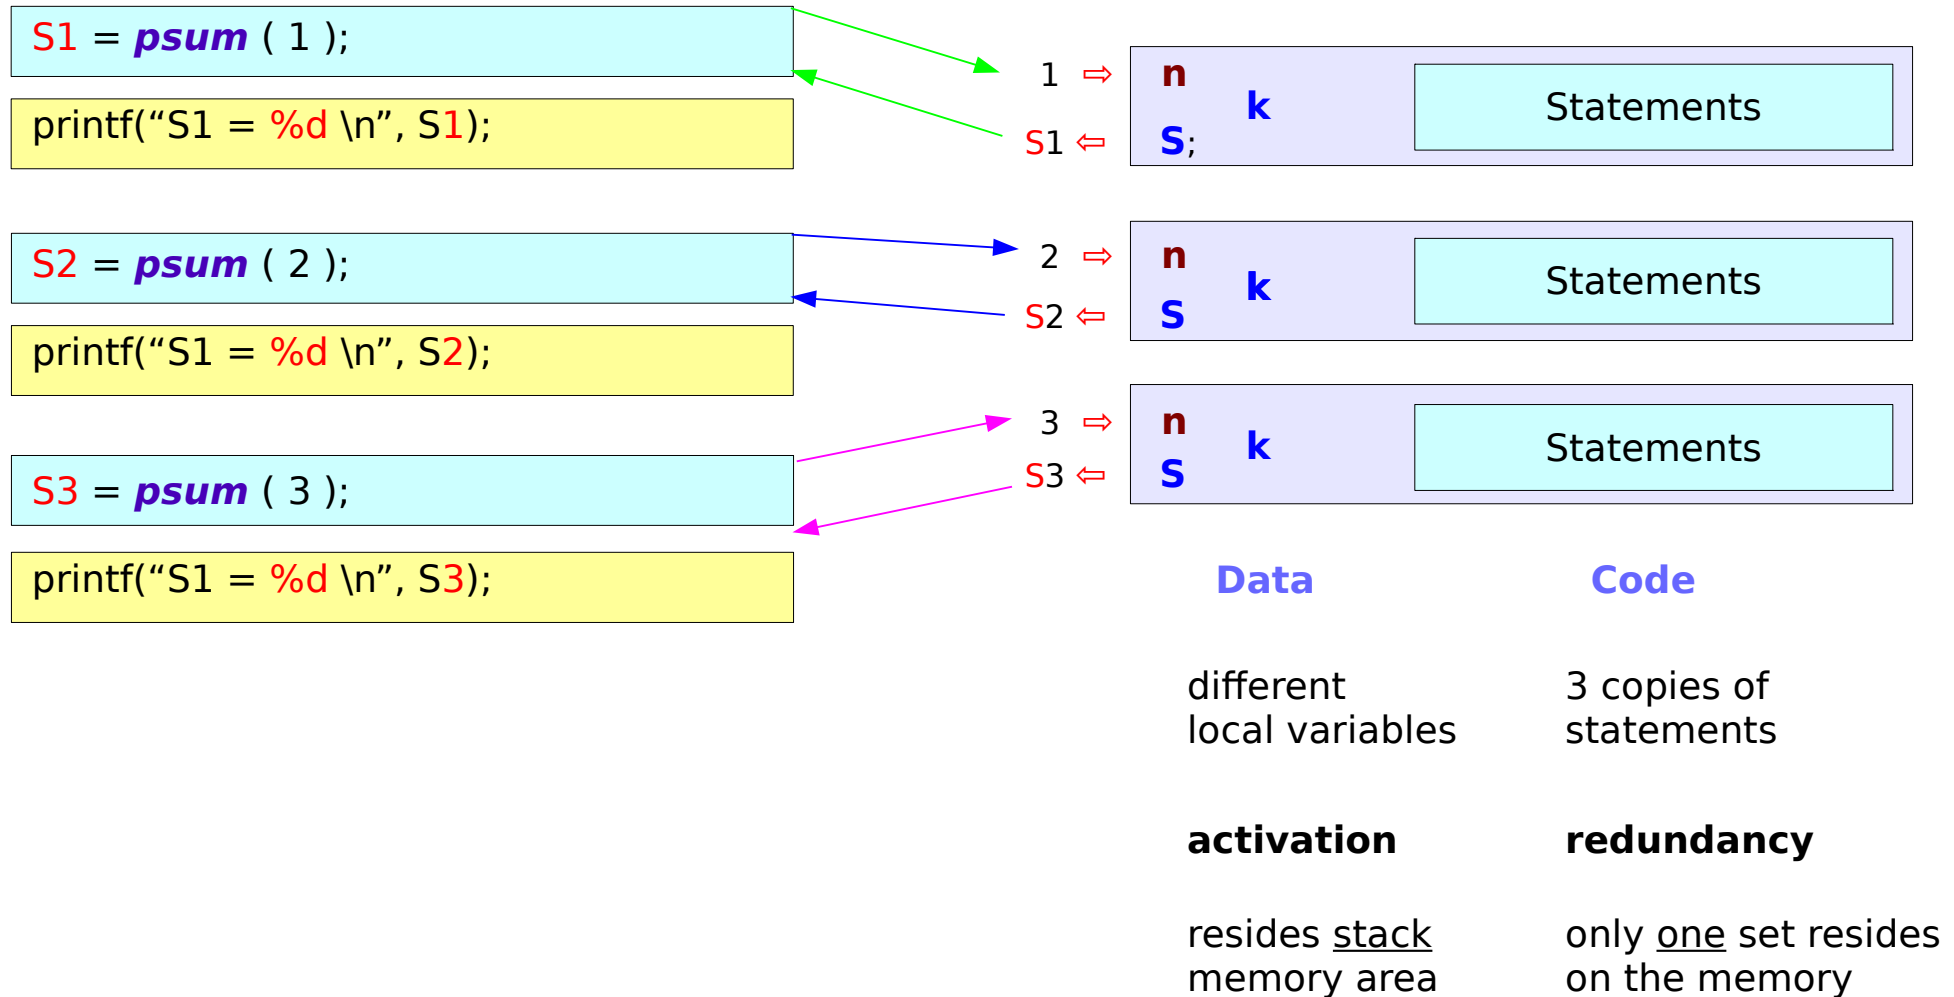 S1 = psum ( 1 );
printf(“S1 = %d \n”, S1);
1 ⇨ n
k
S1 ⇦ S;
Statements
S2 = psum ( 2 );
printf(“S1 = %d \n”, S2);
2 ⇨ n
k
S2 ⇦ S
Statements
S3 = psum ( 3 );
printf(“S1 = %d \n”, S3);
3 ⇨ n
k
S3 ⇦ S
Statements
Data
different
local variables
activation
resides stack
memory area
Code
3 copies of
statements
redundancy
only one set resides
on the memory